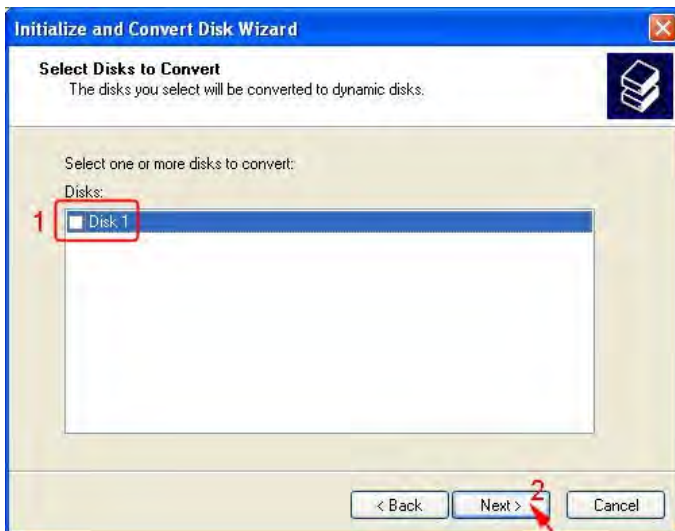 Initialize and Convert Disk Wizard
Select Disks to Convert
The disks you select will be converted to dynamic disks.
Select one or more disks to convert:
Disks:
1 Disk 1
2
< Back Next > Cancel